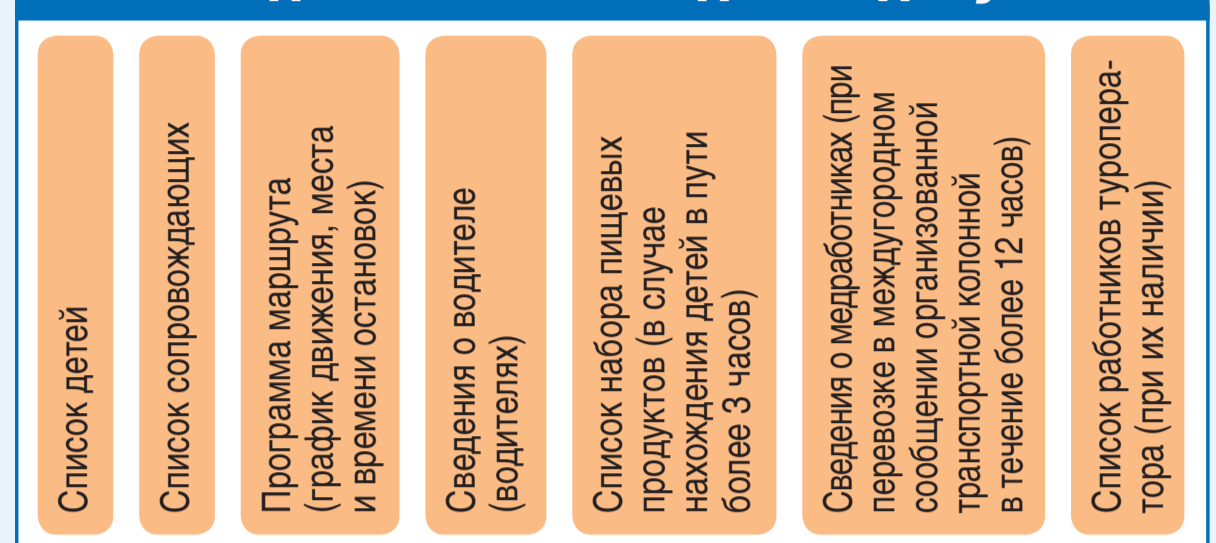 Список детей
Список сопровождающих
Программа маршрута
(график движения, места
и времени остановок)
Сведения о водителе
(водителях)
Список набора пищевых
продуктов (в случае
нахождения детей в пути
более 3 часов)
Сведения о медработниках (при
перевозке в междугородном
сообщении организованной
транспортной колонной
в течение более 12 часов)
Список работников туропера-
тора (при их наличии)